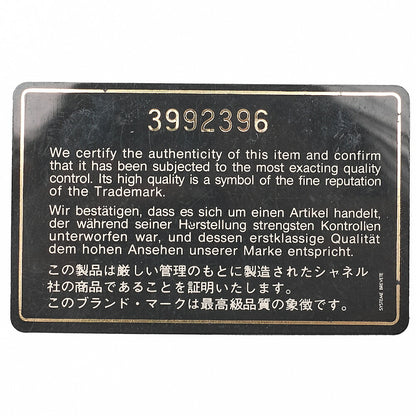 3992396
We certify the authenticity of this item and confirm
that it has been subjected to the most exacting quality
control. Its high quality is a symbol of the fine reputation
of the Trademark.
Wir bestätigen, dass es sich um einen Artikel handelt,
der während seiner Herstellung strengsten Kontrollen
unterworfen war, und dessen erstklassige Qualität
dem hohen Ansehen unserer Marke entspricht.
この製品は厳しい管理のもとに製造されたシャネル
社の商品であることを証明いたします。
このブランド・マークは最高級品質の象徴です。
SYSTEME BREVETE